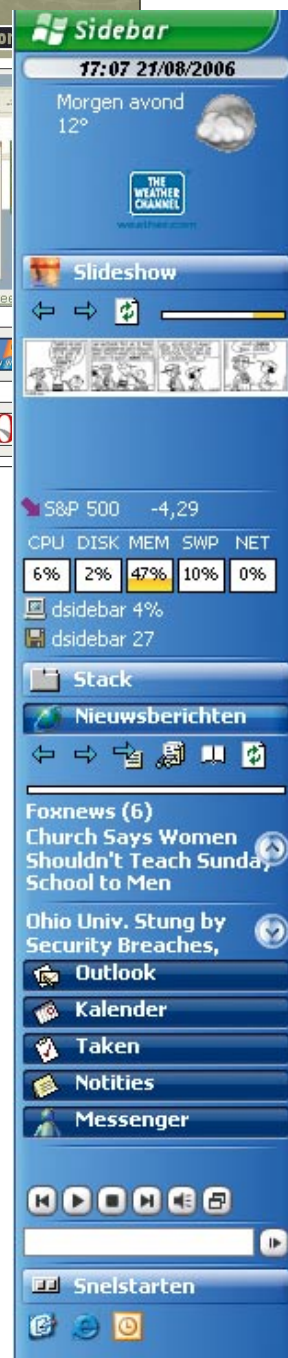 Sidebar
17:07 21/08/2006
Morgen avond
12°
THE
WEATHER
CHANNEL
weather.com
Slideshow
S&P 500 -4,29
CPU DISK MEM SWP NET
6% 2% 47% 10% 0%
dsidebar 4%
dsidebar 27
Stack
Nieuwsberichten
Foxnews (6)
Church Says Women
Shouldn't Teach Sunday
School to Men
Ohio Univ. Stung by
Security Breaches,
Outlook
Kalender
Taken
Notities
Messenger
Snelstarten